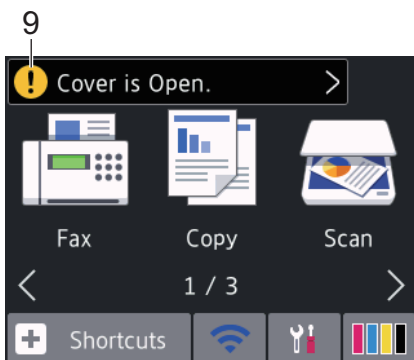 9
! Cover is Open. >
Fax Copy Scan
< 1 / 3 >
+ Shortcuts